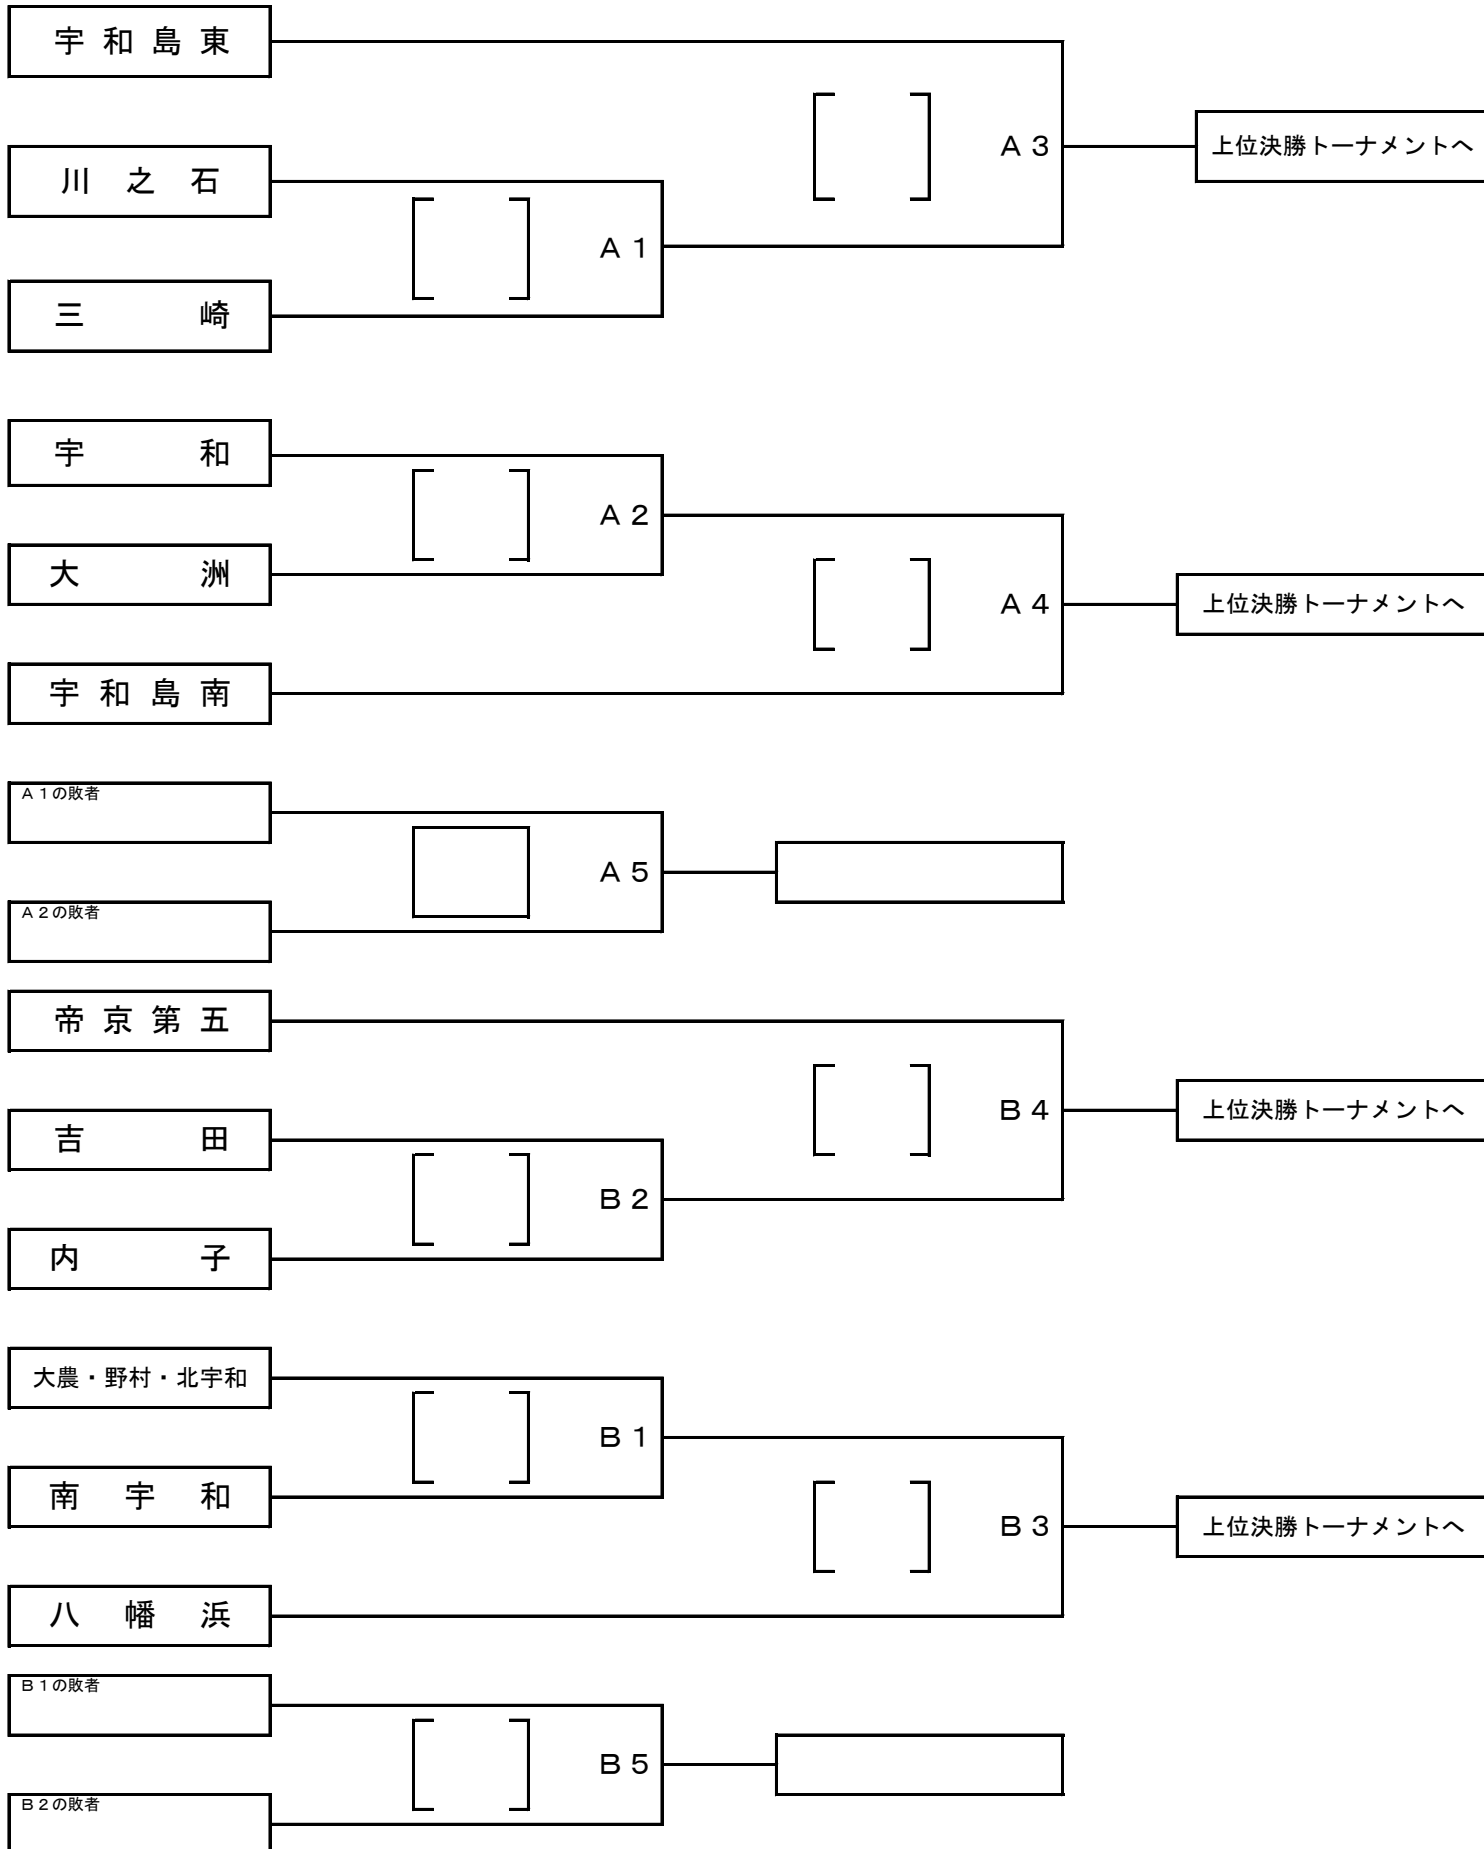 宇和島東
A3
上位決勝トーナメントへ
川之石
A1
三崎
宇和
A2
大洲
A4
上位決勝トーナメントへ
宇和島南
A1の敗者
A5
A2の敗者
帝京第五
B4
上位決勝トーナメントへ
吉田
B2
内子
大農・野村・北宇和
B1
南宇和
B3
上位決勝トーナメントへ
八幡浜
B1の敗者
B5
B2の敗者